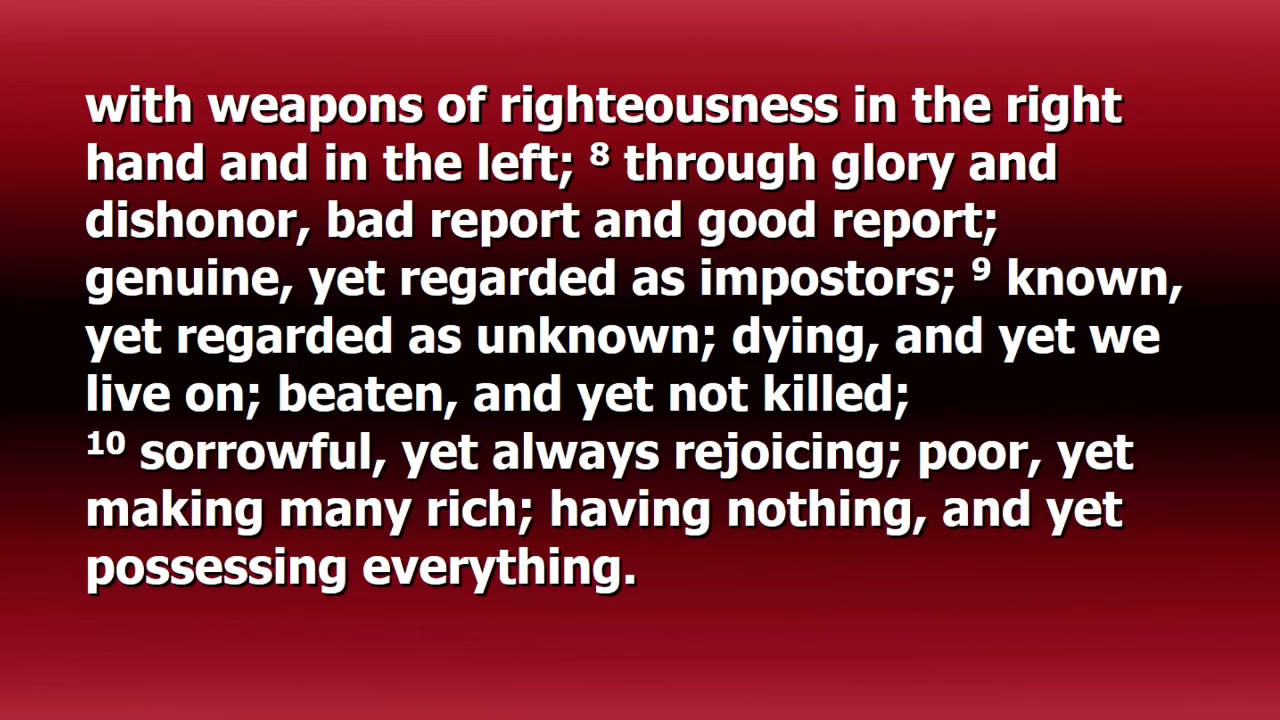 with weapons of righteousness in the right
hand and in the left; 8 through glory and
dishonor, bad report and good report;
genuine, yet regarded as impostors; 9 known,
yet regarded as unknown; dying, and yet we
live on; beaten, and yet not killed;
10 sorrowful, yet always rejoicing; poor, yet
making many rich; having nothing, and yet
possessing everything.